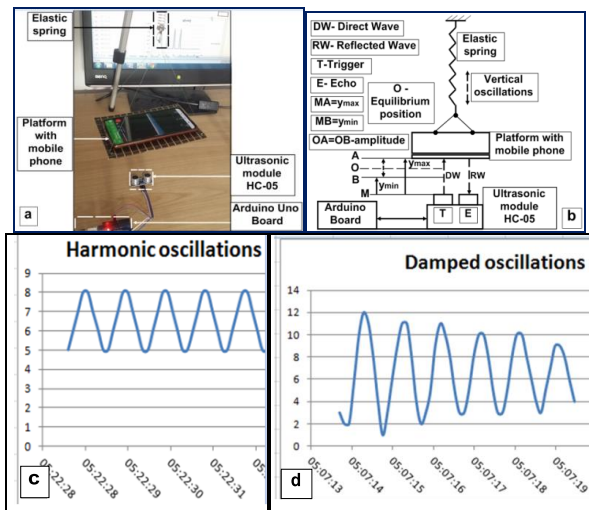 Elastic
spring
Platform
with
mobile
phone
Ultrasonic
module
HC-05
Arduino Uno
Board
a
DW- Direct Wave
RW- Reflected Wave
T-Trigger
E- Echo
MA=ymax
MB=ymin
OA=OB-amplitude
O -
Equilibrium
position
Elastic
spring
Vertical
oscillations
Platform with
mobile phone
A
O
B
M
ymax
ymin
DW
RW
Arduino
Board
T
E
Ultrasonic
module
HC-05
b
Harmonic oscillations
9
8
7
6
5
4
3
2
1
0
05:22:28
05:22:28
05:22:29
05:22:30
05:22:31
05:
c
Damped oscillations
14
12
10
8
6
4
2
0
05:07:13
05:07:14
05:07:15
05:07:16
05:07:17
05:07:18
05:07:19
d